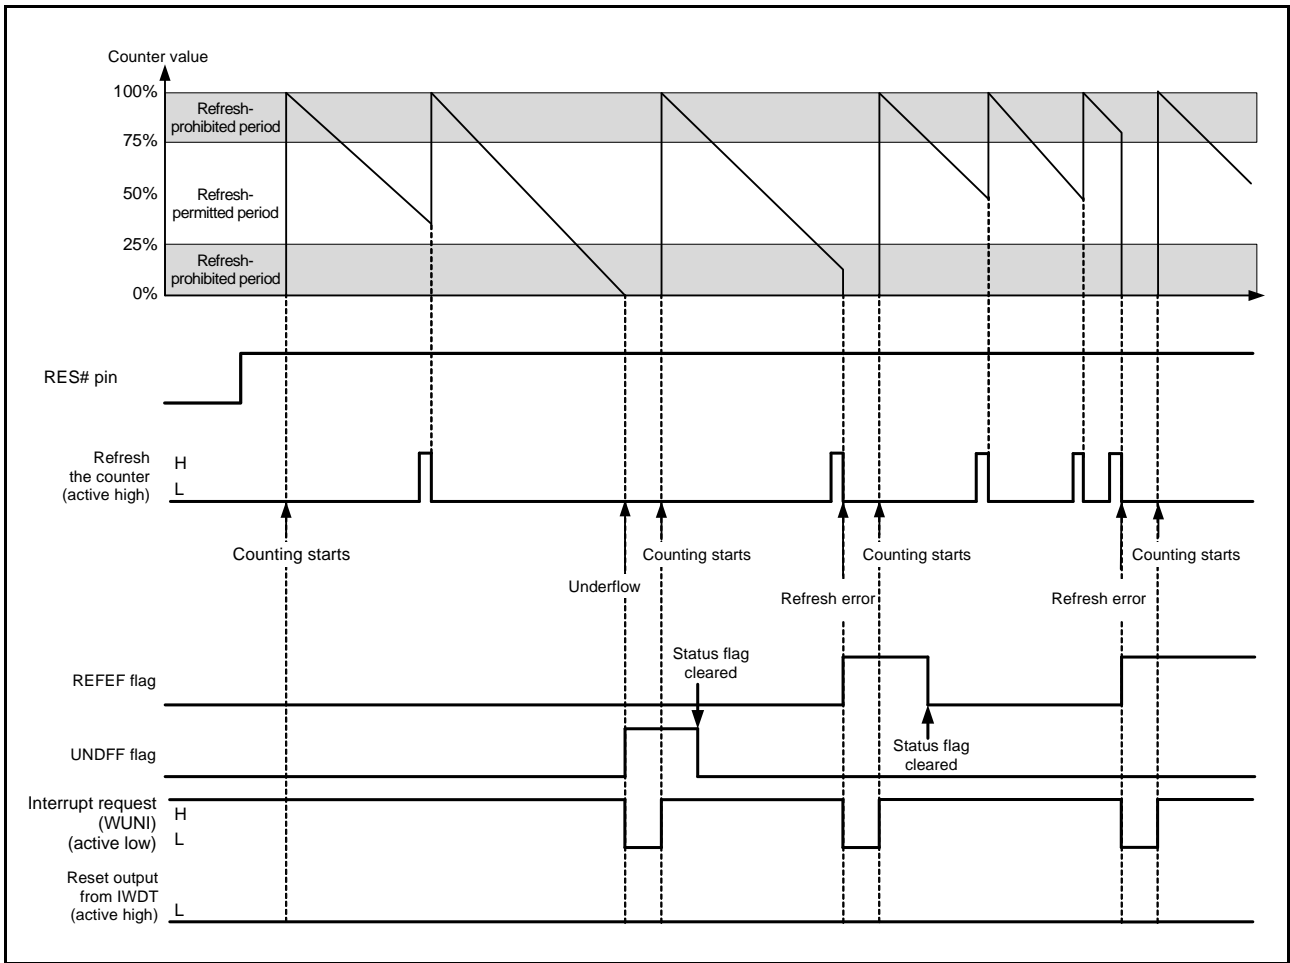 Counter value
100%
Refresh-
prohibited period
75%
50%
Refresh-
permitted period
25%
Refresh-
prohibited period
0%
RES# pin
Refresh
the counter
(active high)
H
L
Counting starts
Counting starts
Counting starts
Counting starts
Underflow
Refresh error
Refresh error
REFEF flag
Status flag
cleared
UNDFF flag
Status flag
cleared
Interrupt request
(WUNI)
(active low)
H
L
Reset output
from IWDT
(active high)
L